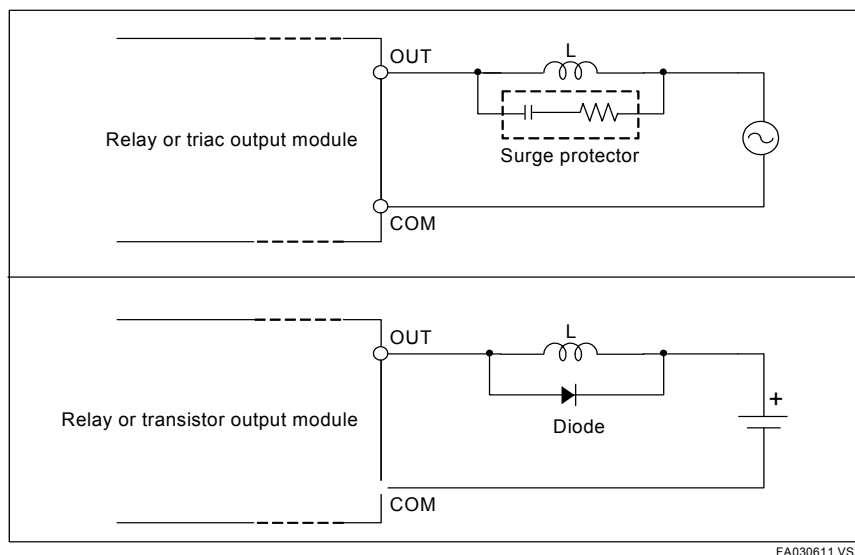 OUT
L
Relay or triac output module
Surge protector
COM
OUT
L
+
Relay or transistor output module
Diode
COM
FA030611.VSD